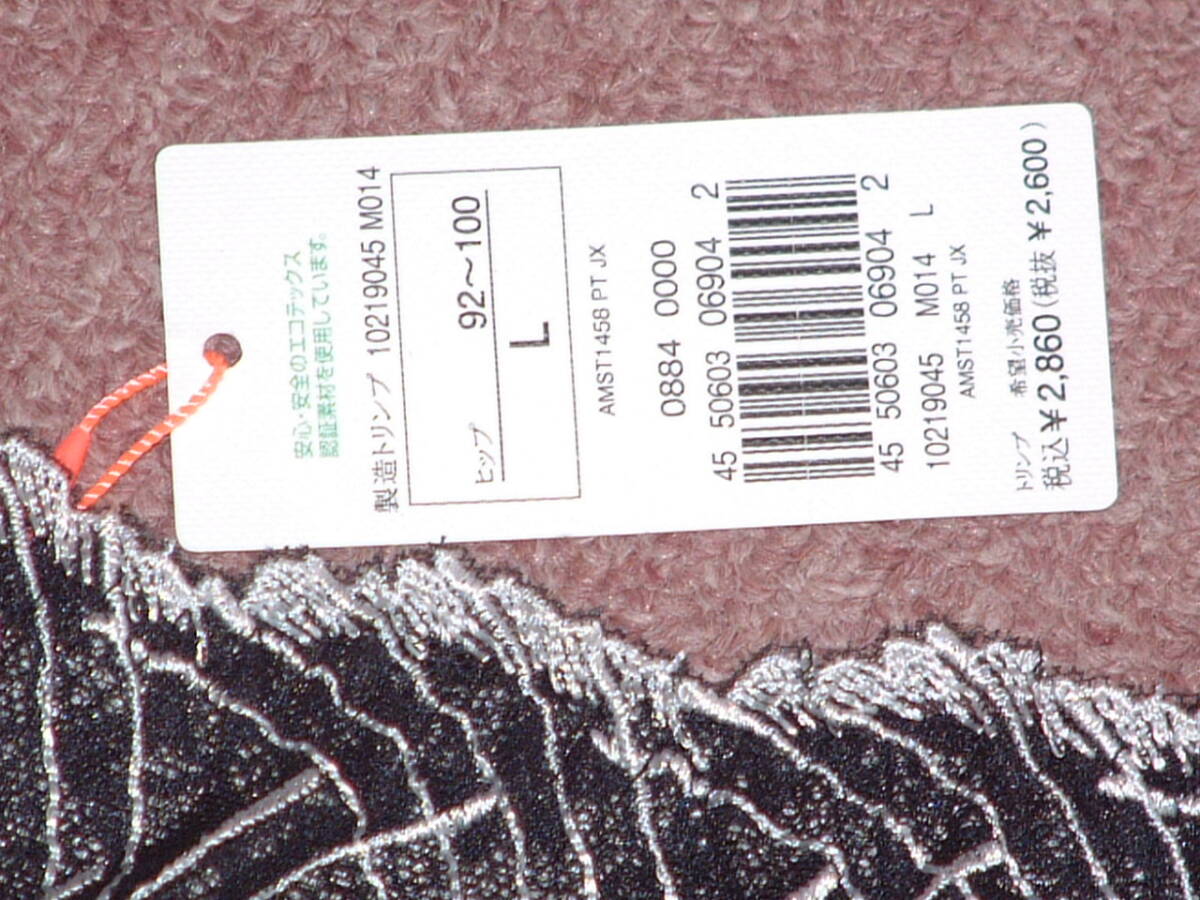 安心・安全のエコテックス
認証素材を使用しています。
製造トリンプ 10219045 M014
ヒップ 92～100
L
AMST1458 PT JX
0884 0000
45 50603 06904 2
45 50603 06904 2
10219045 M014 L
AMST1458 PT JX
トリンプ 希望小売価格
税込￥2,860(税抜￥2,600)